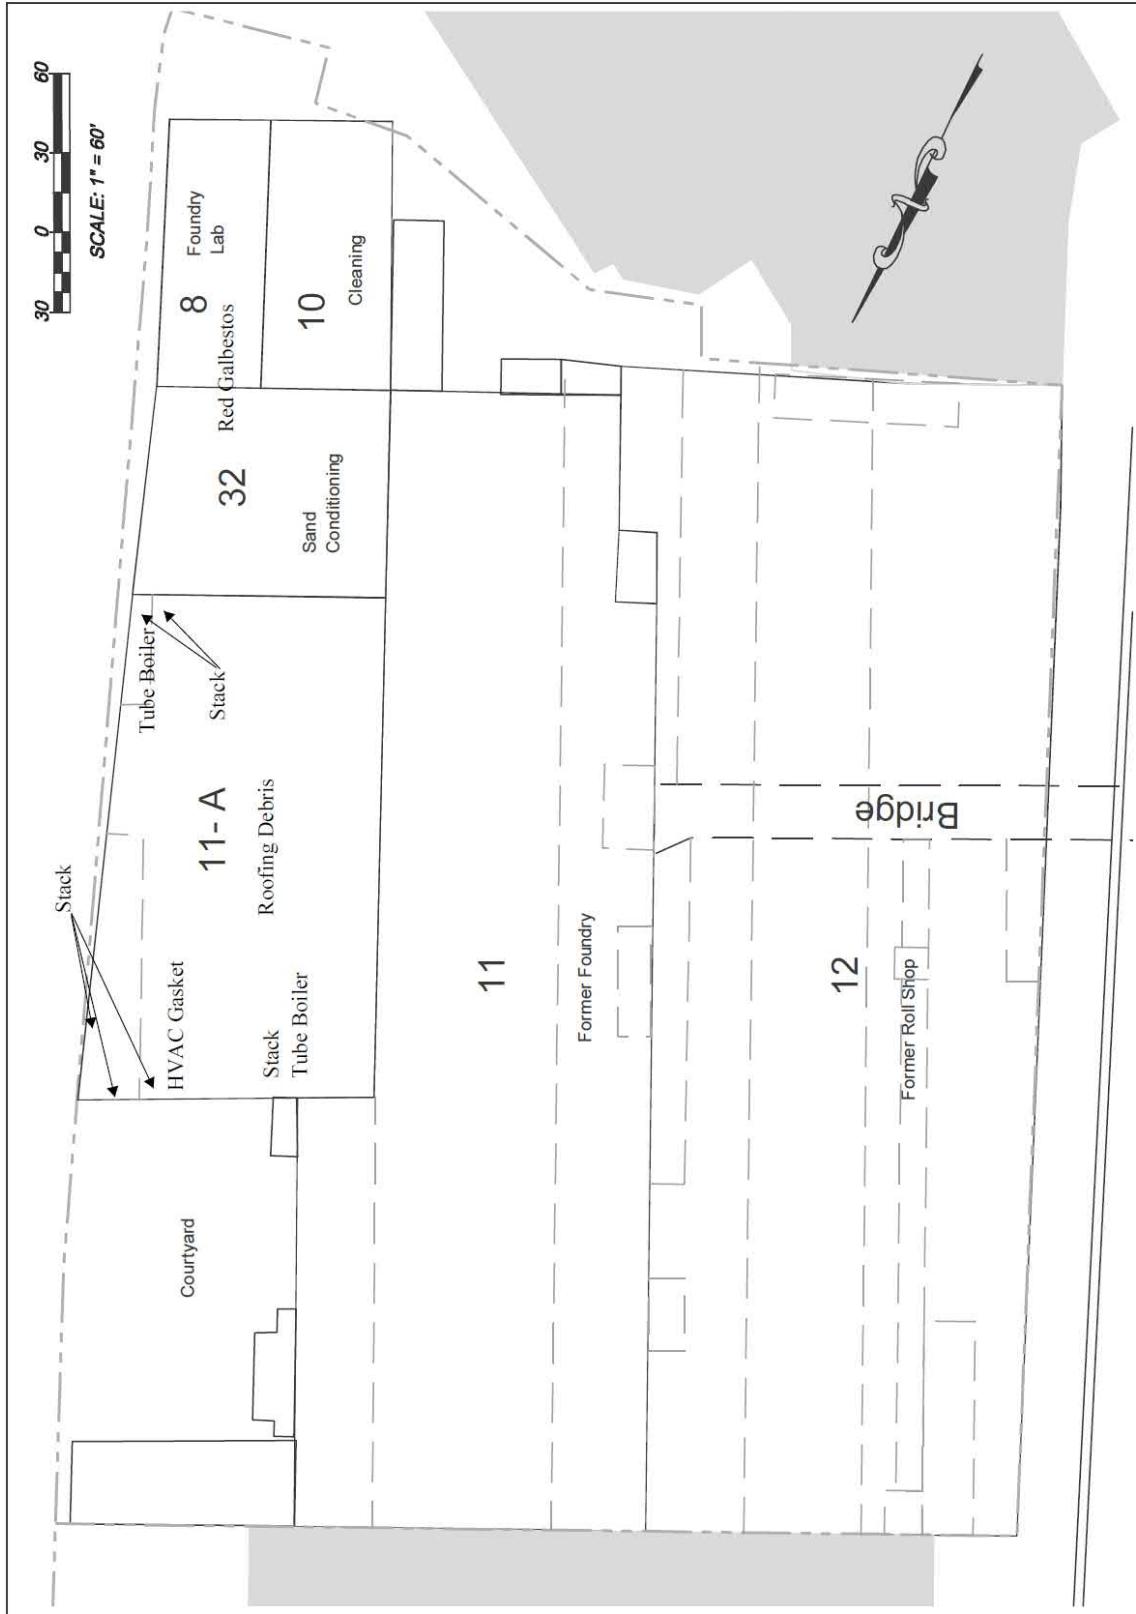 30
0
30
60
SCALE: 1" = 60'
8
Foundry
Lab
10
Cleaning
Red Galbestos
32
Sand
Conditioning
Tube Boiler
Stack
11- A
Roofing Debris
Stack
HVAC Gasket
Stack
Tube Boiler
Courtyard
11
Former Foundry
12
Former Roll Shop
Bridge